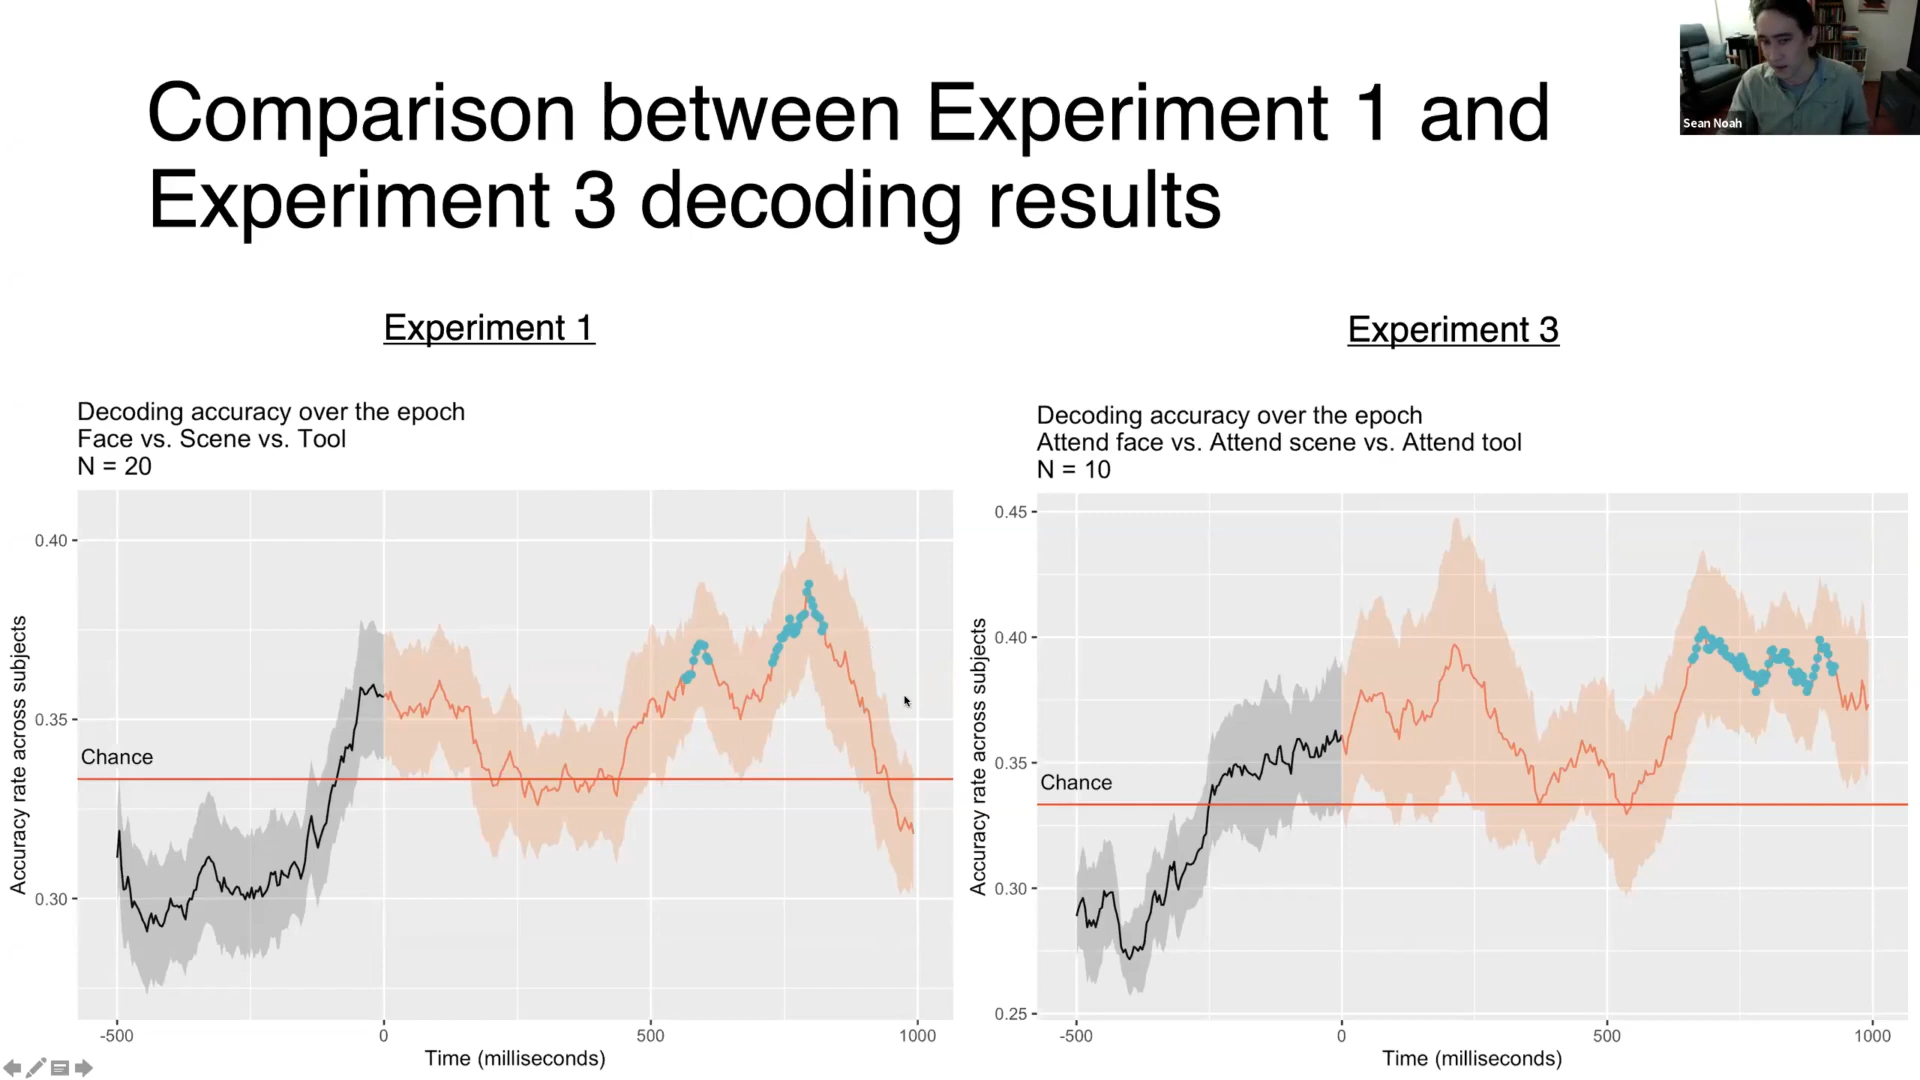 Sean Noah
Comparison between Experiment 1 and
Experiment 3 decoding results
Experiment 1
Decoding accuracy over the epoch
Face vs. Scene vs. Tool
N = 20
Accuracy rate across subjects
0.40
0.35
0.30
Chance
-500
0
500
1000
Time (milliseconds)
Experiment 3
Decoding accuracy over the epoch
Attend face vs. Attend scene vs. Attend tool
N = 10
Accuracy rate across subjects
0.45
0.40
0.35
0.30
0.25
Chance
-500
0
500
1000
Time (milliseconds)